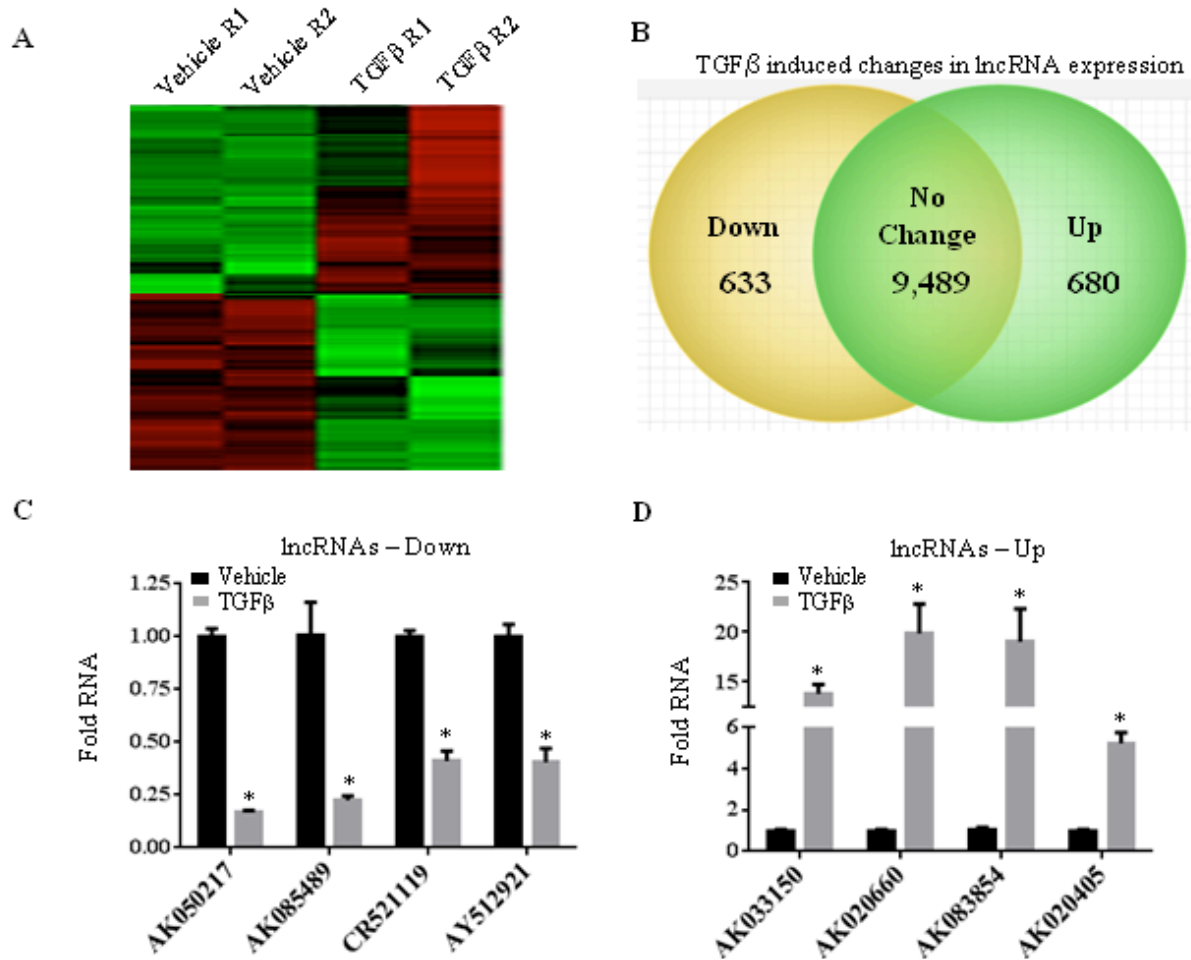 A
Vehicle R1
Vehicle R2
TGFβ R1
TGFβ R2
B
TGFβ induced changes in lncRNA expression
Down
633
No
Change
9,489
Up
680
C
lncRNAs – Down
Vehicle
TGFβ
Fold RNA
1.25
1.00
0.75
0.50
0.25
0.00
* * * *
AK050217
AK085489
CR521119
AY512921
D
lncRNAs – Up
Vehicle
TGFβ
Fold RNA
25
20
15
6
4
2
0
* * * *
AK033150
AK020660
AK083854
AK020405